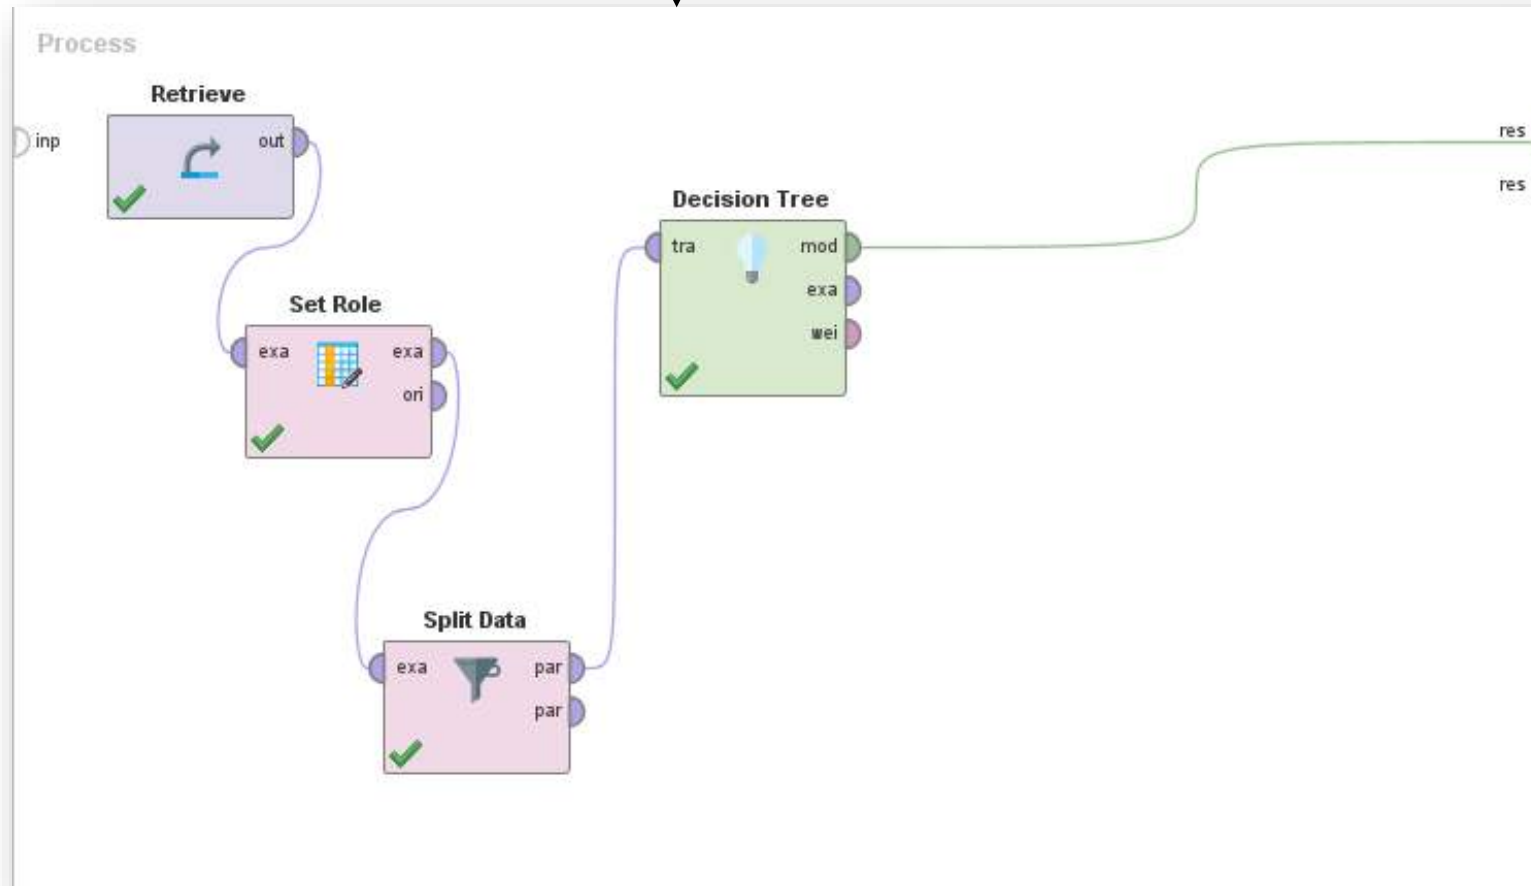 Process
Retrieve
inp
out
res
res
Decision Tree
tra
mod
exa
wei
Set Role
exa
exa
ori
Split Data
exa
par
par